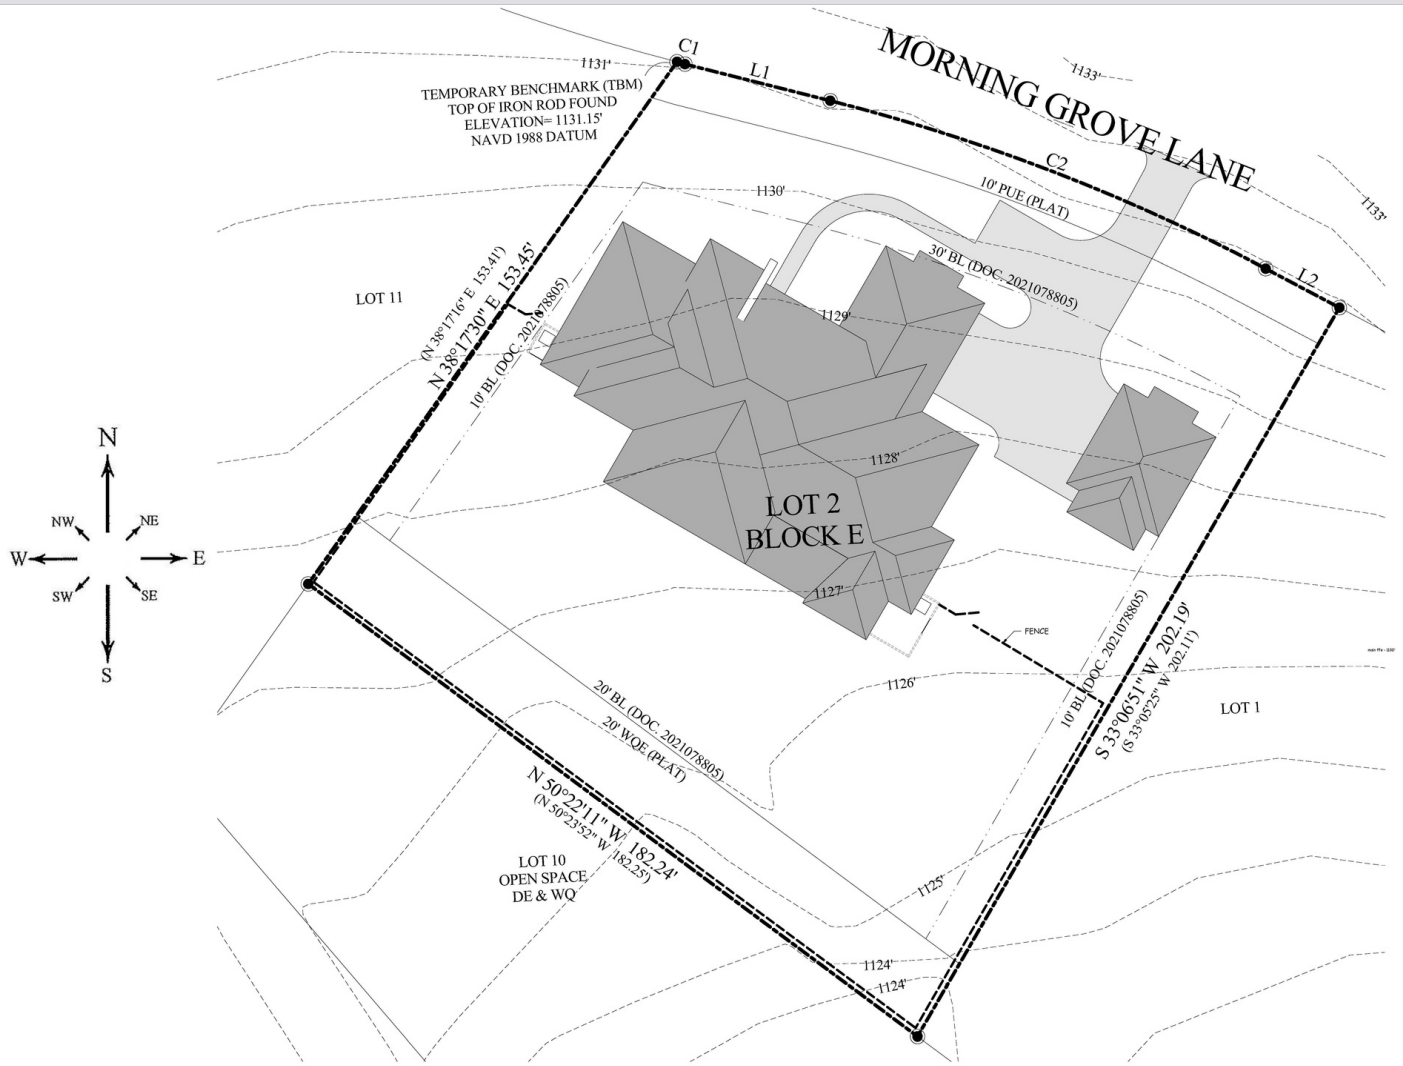 MORNING GROVE LANE
C1
L1
1131'
1133'
TEMPORARY BENCHMARK (TBM)
TOP OF IRON ROD FOUND
ELEVATION= 1131.15'
NAVD 1988 DATUM
C2
10' PUE (PLAT)
1130'
1133'
30' BL (DOC. 2021078805)
L2
LOT 11
(N 38°17'16" E 153.41')
N 38°17'30" E 153.45'
10' BL (DOC. 2021078805)
1129'
1128'
LOT 2
BLOCK E
N
NW
NE
W
E
SW
SE
S
1127'
FENCE
10' BL (DOC. 2021078805)
S 33°06'51" W 202.19'
(S 33°05'25" W 202.11')
1126'
LOT 1
20' BL (DOC. 2021078805)
20' WQE (PLAT)
N 50°22'11" W 182.24'
(N 50°23'52" W 182.25')
LOT 10
OPEN SPACE
DE & WQ
1125'
1124'
1124'